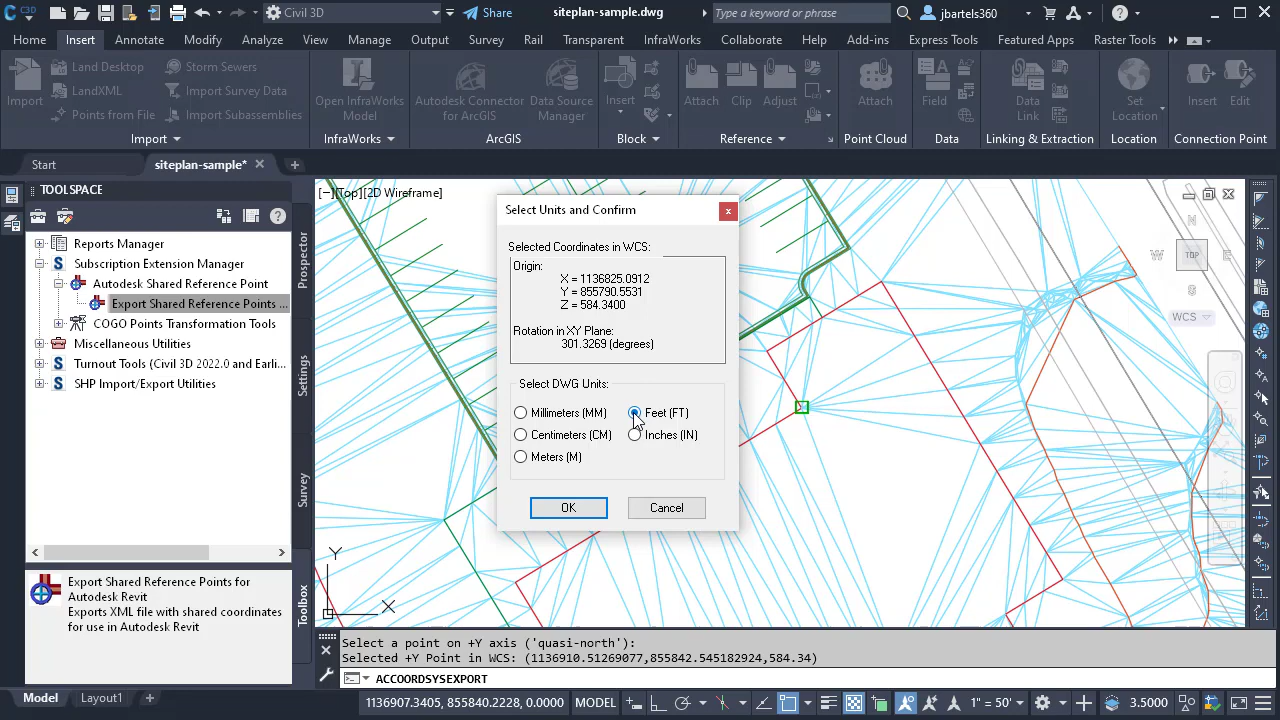 C3D
Civil 3D
Share
siteplan-sample.dwg
Type a keyword or phrase
jbartels360
Home
Insert
Annotate
Modify
Analyze
View
Manage
Output
Survey
Rail
Transparent
InfraWorks
Collaborate
Help
Add-ins
Express Tools
Featured Apps
Raster Tools
Import
Land Desktop
LandXML
Points from File
Storm Sewers
Import Survey Data
Import Subassemblies
Open InfraWorks
Model
Autodesk Connector
for ArcGIS
Data Source
Manager
Insert
Attach
Clip
Adjust
Attach
Field
Data
Link
Set
Location
Insert
Edit
Import
InfraWorks
ArcGIS
Block
Reference
Point Cloud
Data
Linking & Extraction
Location
Connection Point
Start
siteplan-sample*
TOOLSPACE
Reports Manager
Subscription Extension Manager
Autodesk Shared Reference Point
Export Shared Reference Points ...
COGO Points Transformation Tools
Miscellaneous Utilities
Turnout Tools (Civil 3D 2022.0 and Earli...
SHP Import/Export Utilities
Prospector
Settings
Survey
Toolbox
Export Shared Reference Points for
Autodesk Revit
Exports XML file with shared coordinates
for use in Autodesk Revit
[−][Top][2D Wireframe]
Select Units and Confirm
Selected Coordinates in WCS:
Origin:
X = 1136825.0912
Y = 855790.5531
Z = 584.3400
Rotation in XY Plane:
301.3269 (degrees)
Select DWG Units:
Millimeters (MM)
Feet (FT)
Centimeters (CM)
Inches (IN)
Meters (M)
OK
Cancel
N
W
TOP
S
WCS
Y
X
Select a point on +Y axis ('quasi-north'):
Selected +Y Point in WCS: (1136910.51269077,855842.545182924,584.34)
ACCOORDSYSEXPORT
Model
Layout1
1136907.3405, 855840.2228, 0.0000
MODEL
1" = 50'
3.5000